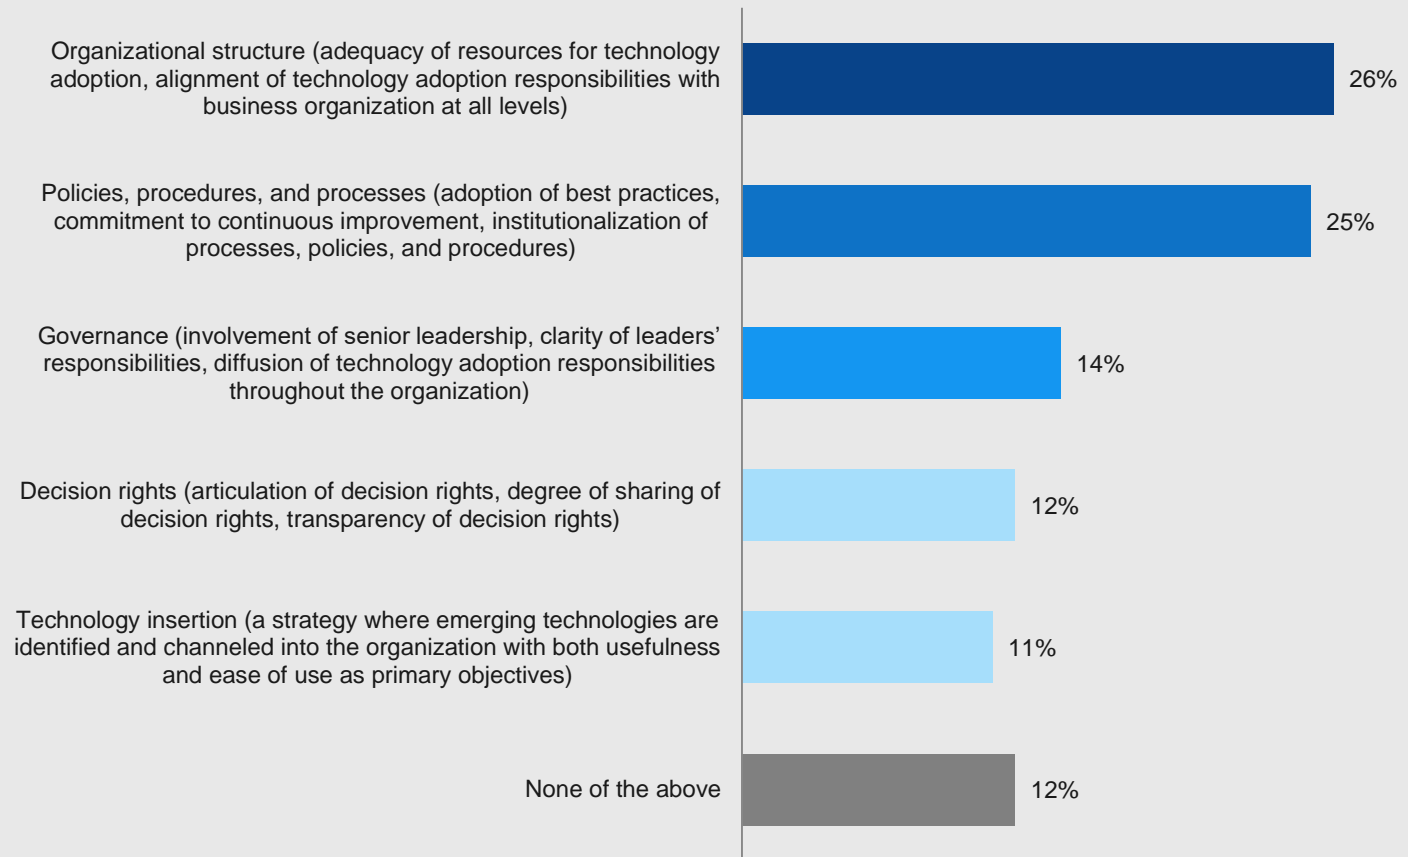 Organizational structure (adequacy of resources for technology
adoption, alignment of technology adoption responsibilities with
business organization at all levels)
26%
Policies, procedures, and processes (adoption of best practices,
commitment to continuous improvement, institutionalization of
processes, policies, and procedures)
25%
Governance (involvement of senior leadership, clarity of leaders’
responsibilities, diffusion of technology adoption responsibilities
throughout the organization)
14%
Decision rights (articulation of decision rights, degree of sharing of
decision rights, transparency of decision rights)
12%
Technology insertion (a strategy where emerging technologies are
identified and channeled into the organization with both usefulness
and ease of use as primary objectives)
11%
None of the above
12%